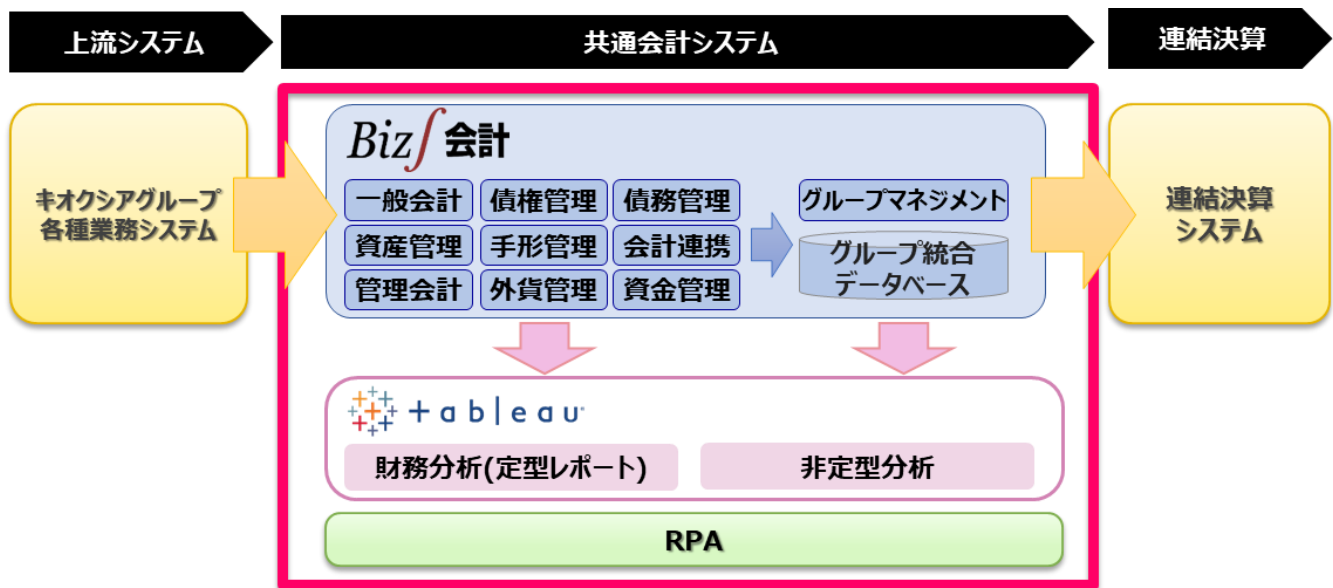 上流システム
共通会計システム
連結決算
キオクシアグループ
各種業務システム
Biz∫会計
一般会計 債権管理 債務管理
資産管理 手形管理 会計連携
管理会計 外貨管理 資金管理
グループマネジメント
グループ統合
データベース
連結決算
システム
+ableau
財務分析(定型レポート)
非定型分析
RPA